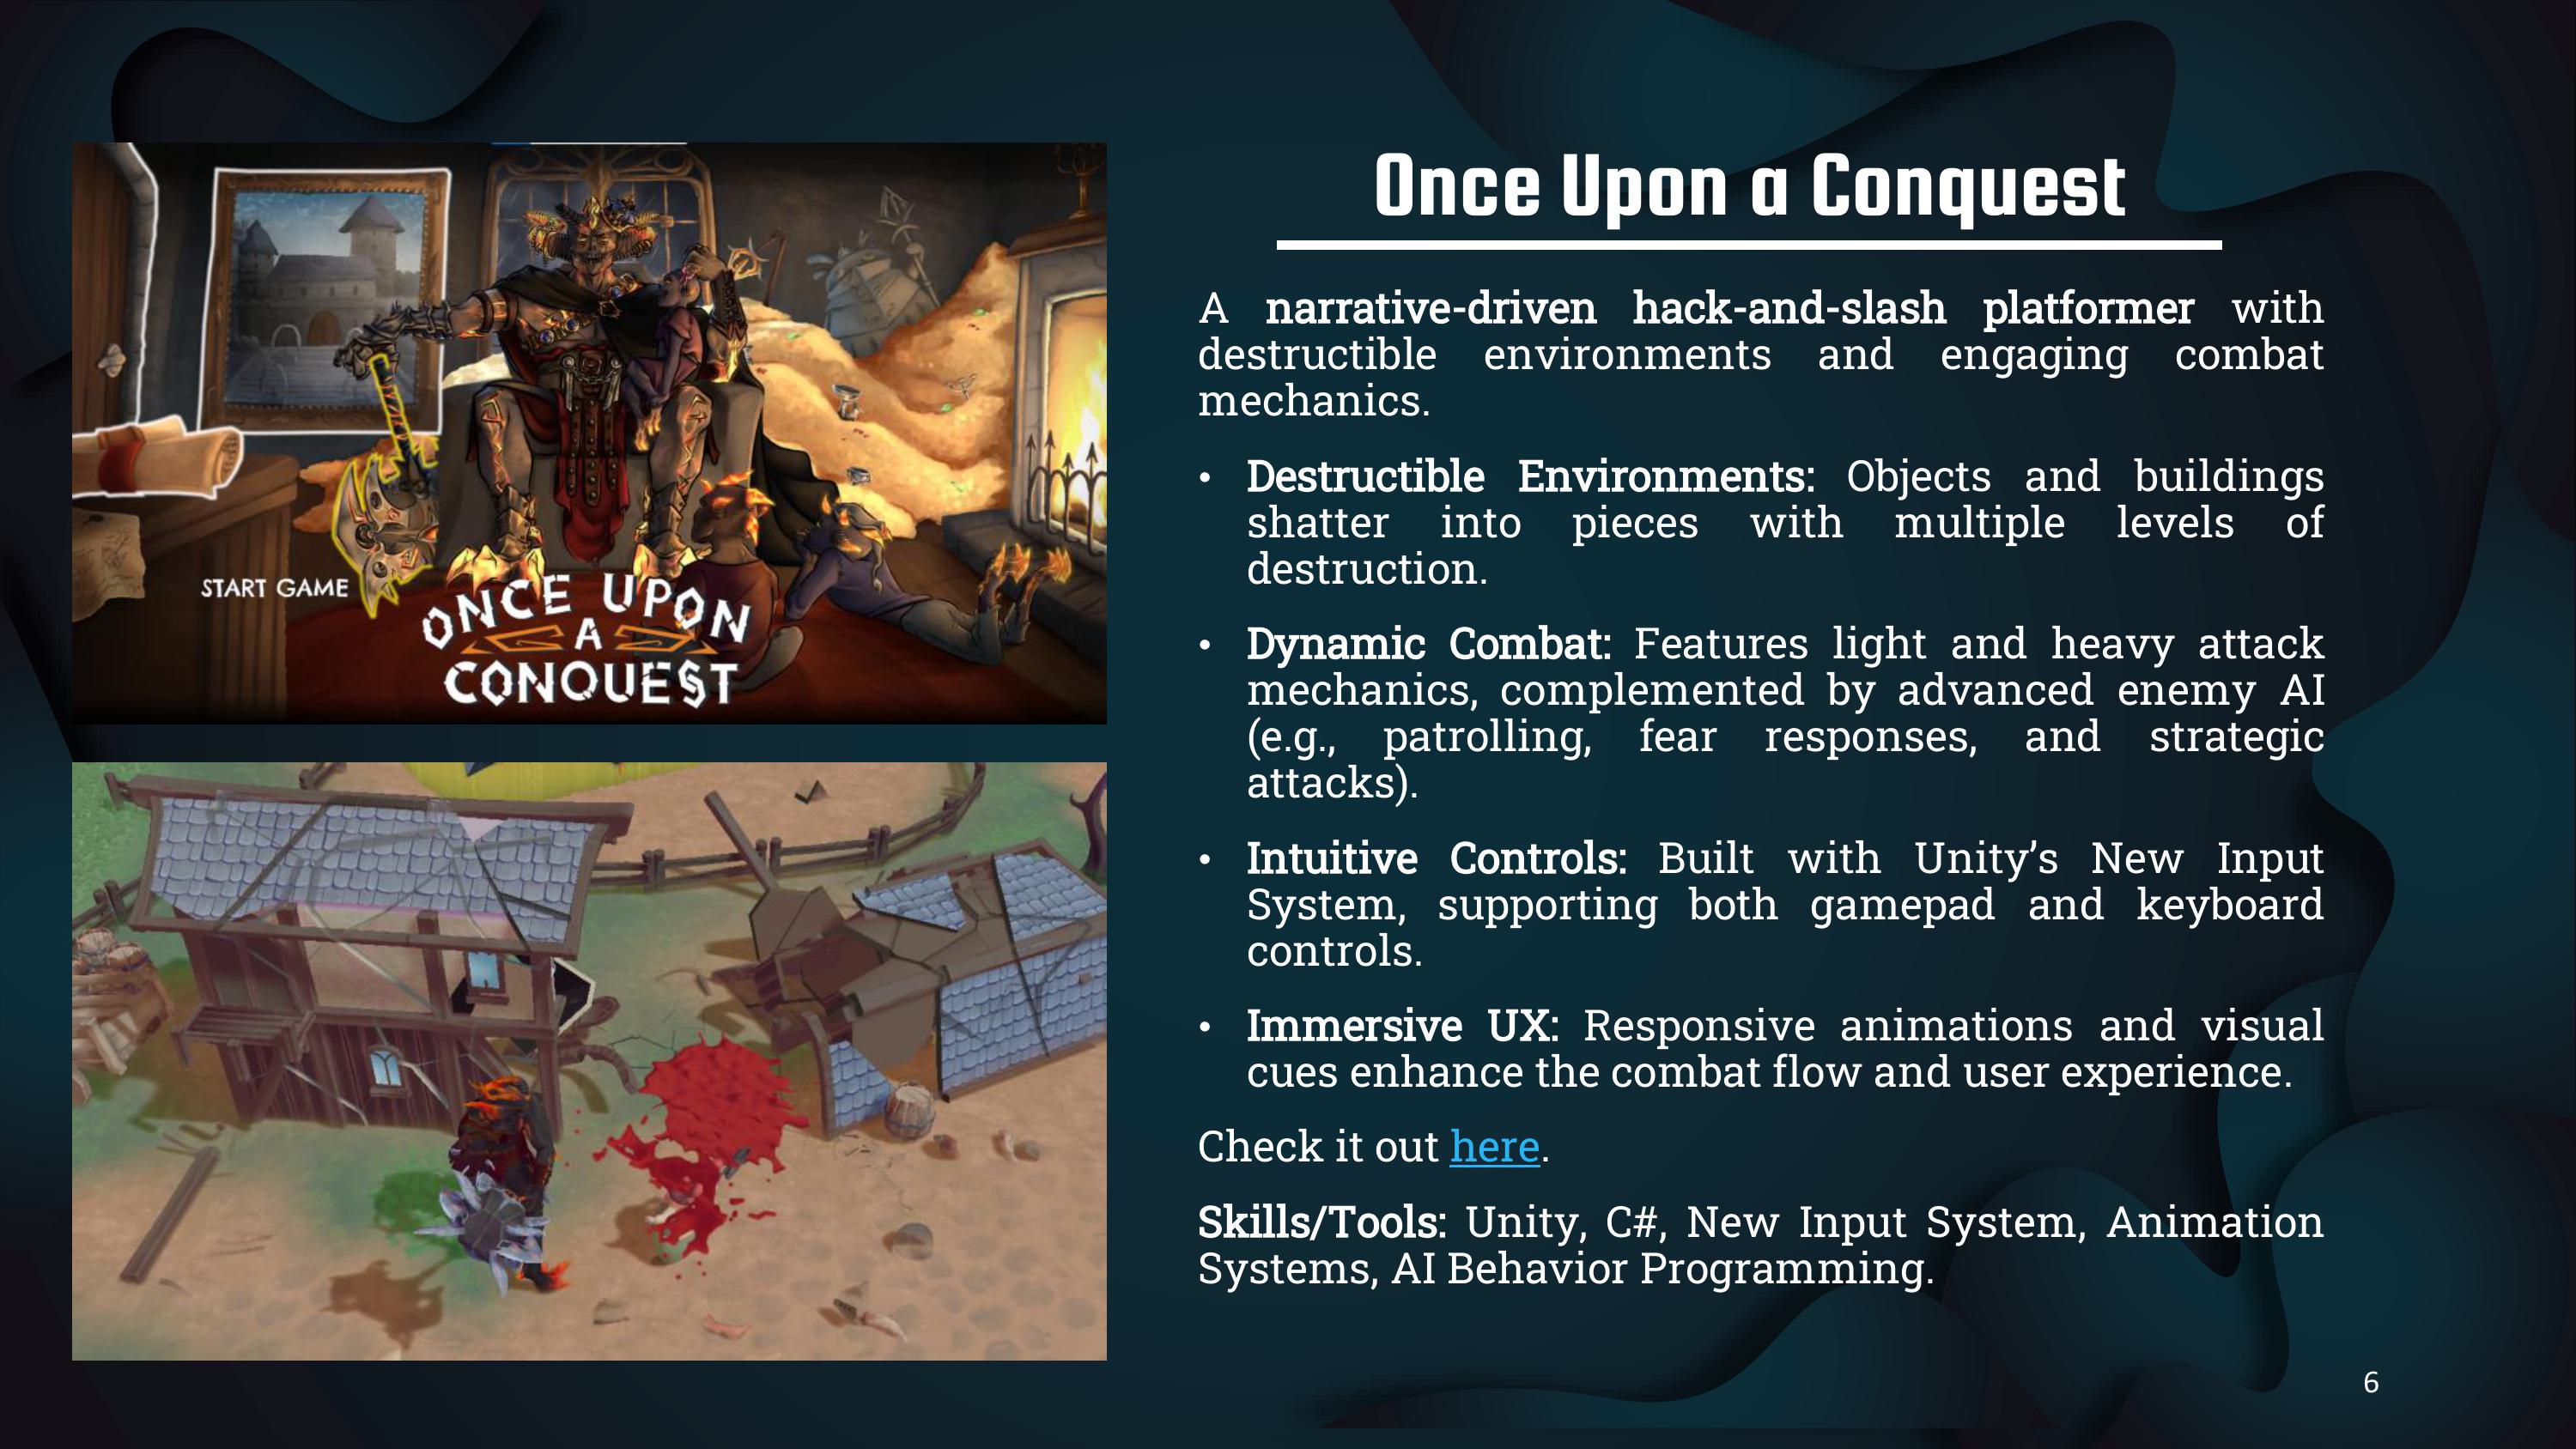 START GAME
ONCE UPON
A
CONQUEST
Once Upon a Conquest
A narrative-driven hack-and-slash platformer with
destructible environments and engaging combat
mechanics.
• Destructible Environments: Objects and buildings
shatter into pieces with multiple levels of
destruction.
• Dynamic Combat: Features light and heavy attack
mechanics, complemented by advanced enemy AI
(e.g., patrolling, fear responses, and strategic
attacks).
• Intuitive Controls: Built with Unity’s New Input
System, supporting both gamepad and keyboard
controls.
• Immersive UX: Responsive animations and visual
cues enhance the combat flow and user experience.
Check it out here.
Skills/Tools: Unity, C#, New Input System, Animation
Systems, AI Behavior Programming.
6